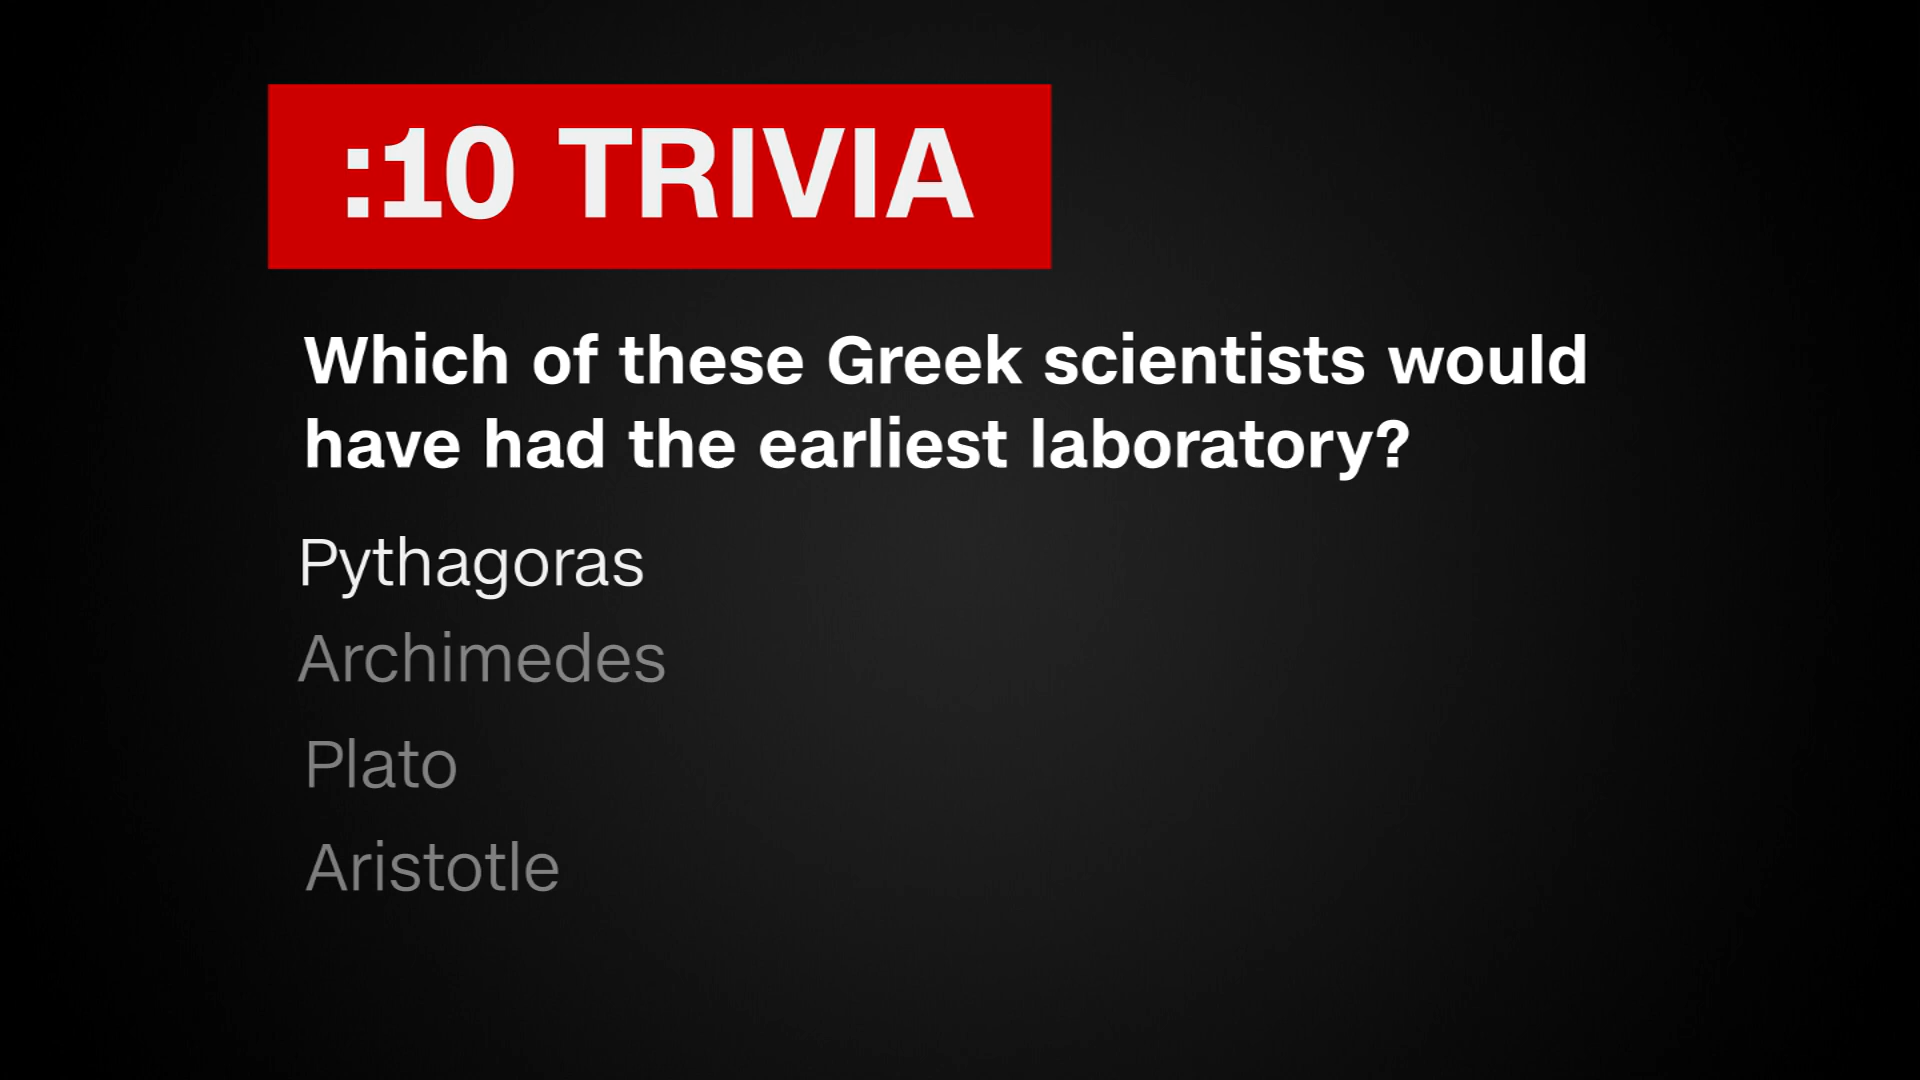 :10 TRIVIA
Which of these Greek scientists would
have had the earliest laboratory?
Pythagoras
Archimedes
Plato
Aristotle